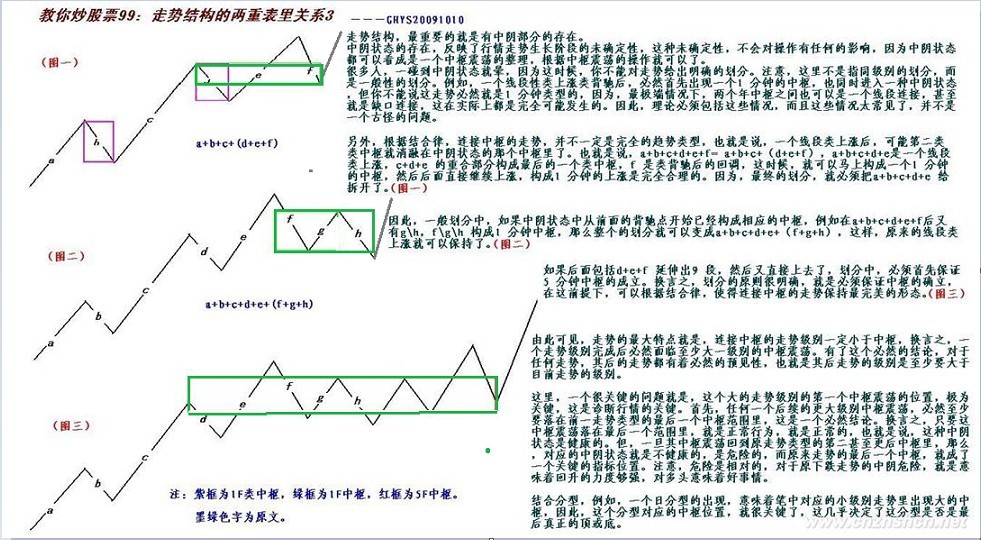 教你炒股票99：走势结构的两重表里关系3
－－－GHYS20091010
走势结构，最重要的就是有中阴部分的存在。
中阴状态的存在，反映了行情走势生长阶段的未确定性，这种未确定性，不会对操作有任何的影响，因为中阴状态
都可以看成是一个中枢震荡的整理，根据中枢震荡的操作就可以了。
很多人，一碰到中阴状态就晕，因为这时候，你不能对走势给出明确的划分。注意，这里不是指同级别的划分，而
是一般性的划分。例如，一个线段性类上涨类背驰后，必然首先出现一个1 分钟的中枢，也同时进入一种中阴状态
，但你不能说这走势必然就是1 分钟类型的，因为，最极端情况下，两个年中枢之间也可以是一个线段连接，甚至
就是缺口连接，这在实际上都是完全可能发生的。因此，理论必须包括这些情况，而且这些情况太常见了，并不是
一个古怪的问题。
另外，根据结合律，连接中枢的走势，并不一定是完全的趋势类型，也就是说，一个线段类上涨后，可能第二类
类中枢就消融在中阴状态的那个中枢里了。也就是说，a+b+c+d+e+f= a+b+c+（d+e+f），a+b+c+d+e是一个线段
类上涨，c+d+e 的重合部分构成最后的一个类中枢，f 是类背驰后的回调，这时候，就可以马上构成一个1 分钟
的中枢，然后后面直接继续上涨，构成1 分钟的上涨是完全合理的。因为，最终的划分，就必须把a+b+c+d+e 给
拆开了。(图一)
（图一）
a
h
c
e
f
a+b+c+(d+e+f)
因此，一般划分中，如果中阴状态中从前面的背驰点开始已经构成相应的中枢，例如在a+b+c+d+e+f后又
有g\h，f\g\h 构成1 分钟中枢，那么整个的划分就可以变成a+b+c+d+e+（f+g+h），这样，原来的线段类
上涨就可以保持了。(图二)
（图二）
a
b
c
d
e
f
g
h
a+b+c+d+e+(f+g+h)
如果后面包括d+e+f 延伸出9 段，然后又直接上去了，划分中，必须首先保证
5 分钟中枢的成立。换言之，划分的原则很明确，就是必须保证中枢的确立，
在这前提下，可以根据结合律，使得连接中枢的走势保持最完美的形态。(图三)
由此可见，走势的最大特点就是，连接中枢的走势级别一定小于中枢，换言之，一
个走势级别完成后必然面临至少大一级别的中枢震荡。有了这个必然的结论，对于
任何走势，其后的走势都有着必然的预见性，也就是其后走势的级别是至少要大于
目前走势的级别。
这里，一个很关键的问题就是，这个大的走势级别的第一个中枢震荡的位置，极为
关键，这是诊断行情的关键。首先，任何一个后续的更大级别中枢震荡，必然至少
要落在前一走势类型的最后一个中枢范围里，这是一个必然结论。换言之，只要这
中枢震荡落在最后一个范围里，就是正常行为，就是正常的，也就是说，这种中阴
状态是健康的。但，一旦其中枢震荡回到原走势类型的第二甚至更后中枢里，那么
，对应的中阴状态就是不健康的，是危险的，而原来走势的最后一个中枢，就成了
一个关键的指标位置。注意，危险是相对的，对于原下跌走势的中阴危险，就是意
味着回升的力度够强，对多头意味着好事情。
结合分型，例如，一个日分型的出现，意味着笔中对应的小级别走势里出现大的中
枢，因此，这个分型对应的中枢位置，就很关键了，这几乎决定了这分型是否是最
后真正的顶或底。
（图三）
a
b
c
d
e
f
g
h
注：紫框为1F类中枢，绿框为1F中枢，红框为5F中枢。
墨绿色字为原文。
www.cnzhshch.net